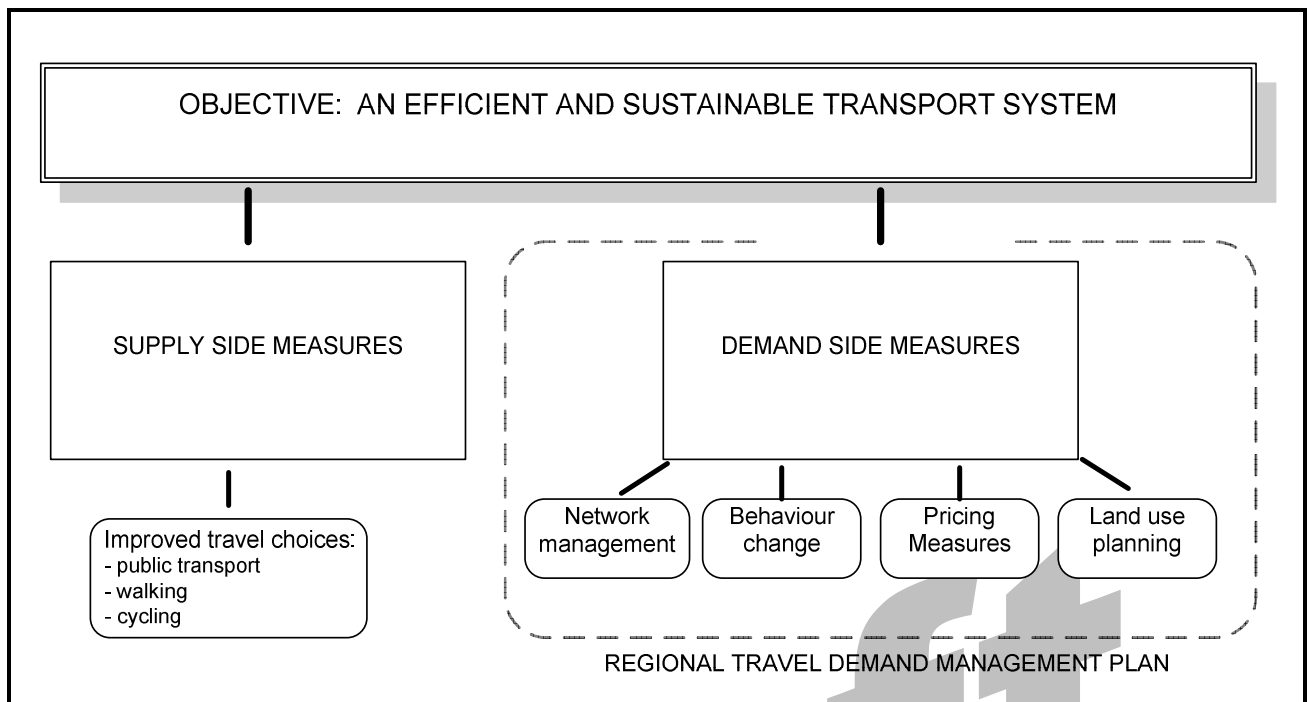 OBJECTIVE: AN EFFICIENT AND SUSTAINABLE TRANSPORT SYSTEM
SUPPLY SIDE MEASURES
DEMAND SIDE MEASURES
Improved travel choices:
- public transport
- walking
- cycling
Network
management
Behaviour
change
Pricing
Measures
Land use
planning
REGIONAL TRAVEL DEMAND MANAGEMENT PLAN